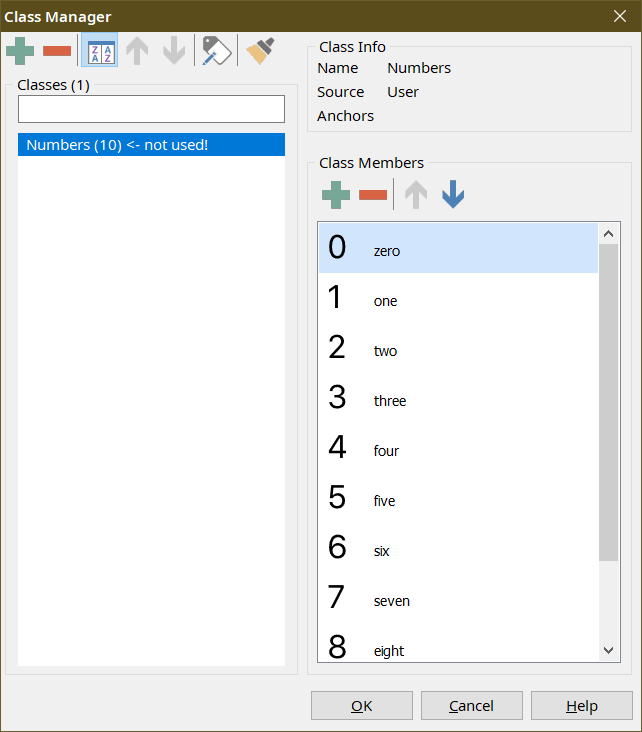 Class Manager
Classes (1)
Numbers (10) <- not used!
Class Info
Name Numbers
Source User
Anchors
Class Members
0 zero
1 one
2 two
3 three
4 four
5 five
6 six
7 seven
8 eight
OK Cancel Help